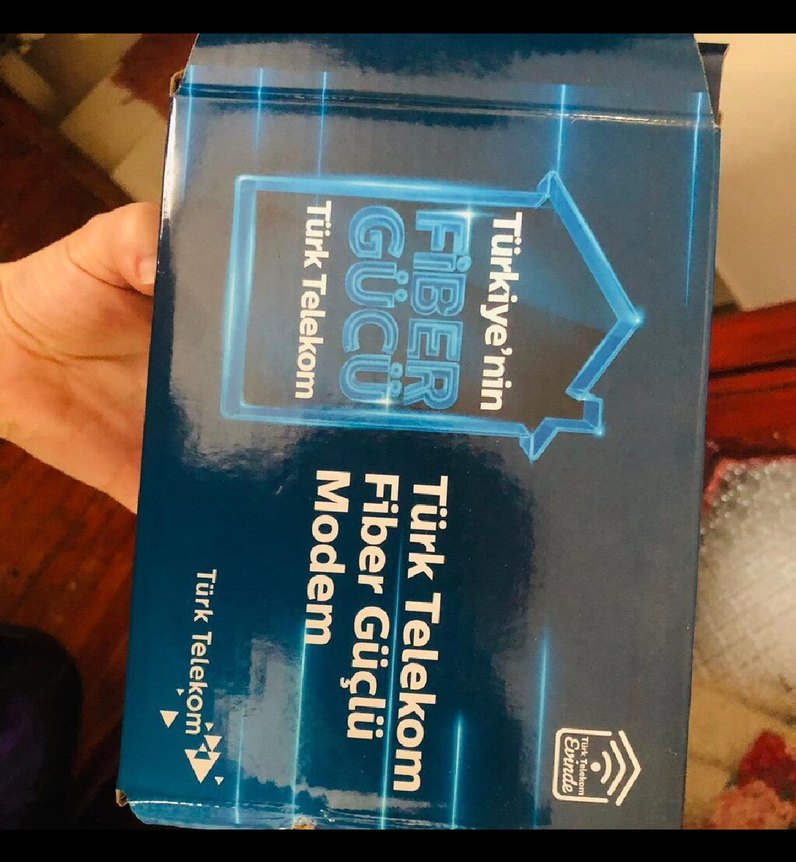 Türkiye'nin
FİBER
GÜCÜ
Türk Telekom
Türk Telekom
Fiber Güçlü
Modem
Türk Telekom
Evinde
Türk Telekom